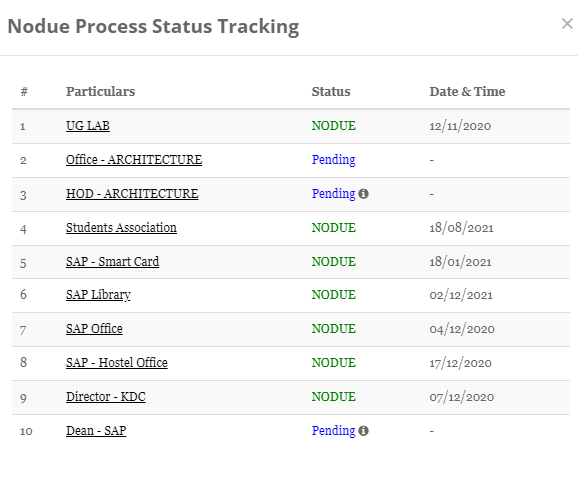 Nodue Process Status Tracking ×
# Particulars Status Date & Time
1 UG LAB NODUE 12/11/2020
2 Office - ARCHITECTURE Pending -
3 HOD - ARCHITECTURE Pending -
4 Students Association NODUE 18/08/2021
5 SAP - Smart Card NODUE 18/01/2021
6 SAP Library NODUE 02/12/2021
7 SAP Office NODUE 04/12/2020
8 SAP - Hostel Office NODUE 17/12/2020
9 Director - KDC NODUE 07/12/2020
10 Dean - SAP Pending -